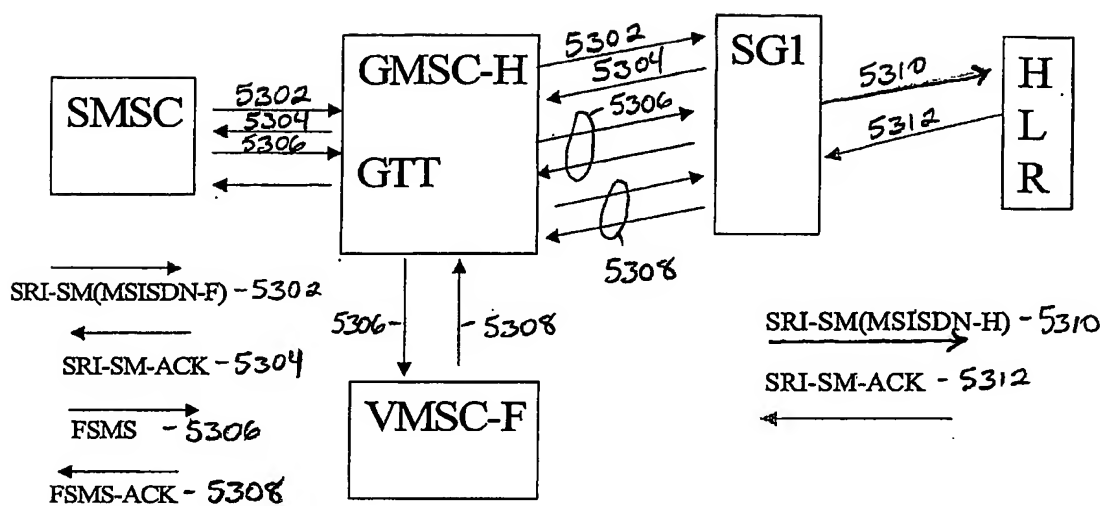 SMSC
5302
5304
5306
GMSC-H
GTT
5302
5304
5306
5308
SG1
5310
5312
H
L
R
5306
5308
VMSC-F
SRI-SM(MSISDN-F) - 5302
SRI-SM-ACK - 5304
FSMS - 5306
FSMS-ACK - 5308
SRI-SM(MSISDN-H) - 5310
SRI-SM-ACK - 5312